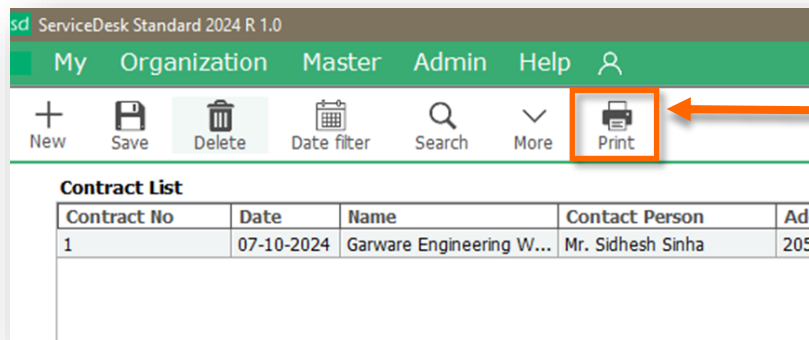 sd ServiceDesk Standard 2024 R 1.0
My Organization Master Admin Help
New Save Delete Date filter Search More Print
Contract List
Contract No Date Name Contact Person Ad
1 07-10-2024 Garware Engineering W... Mr. Sidhesh Sinha 205